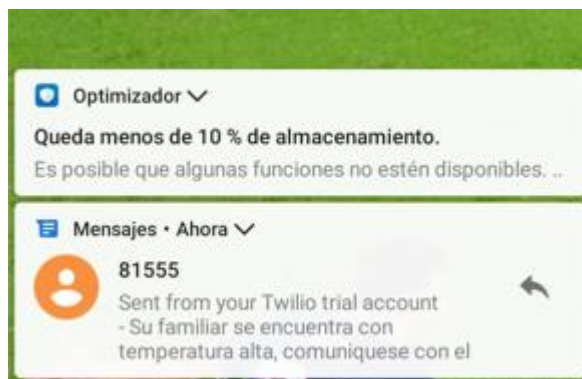 Optimizador
Queda menos de 10 % de almacenamiento.
Es posible que algunas funciones no estén disponibles. ..
Mensajes • Ahora
81555
Sent from your Twilio trial account
- Su familiar se encuentra con
temperatura alta, comuniquese con el